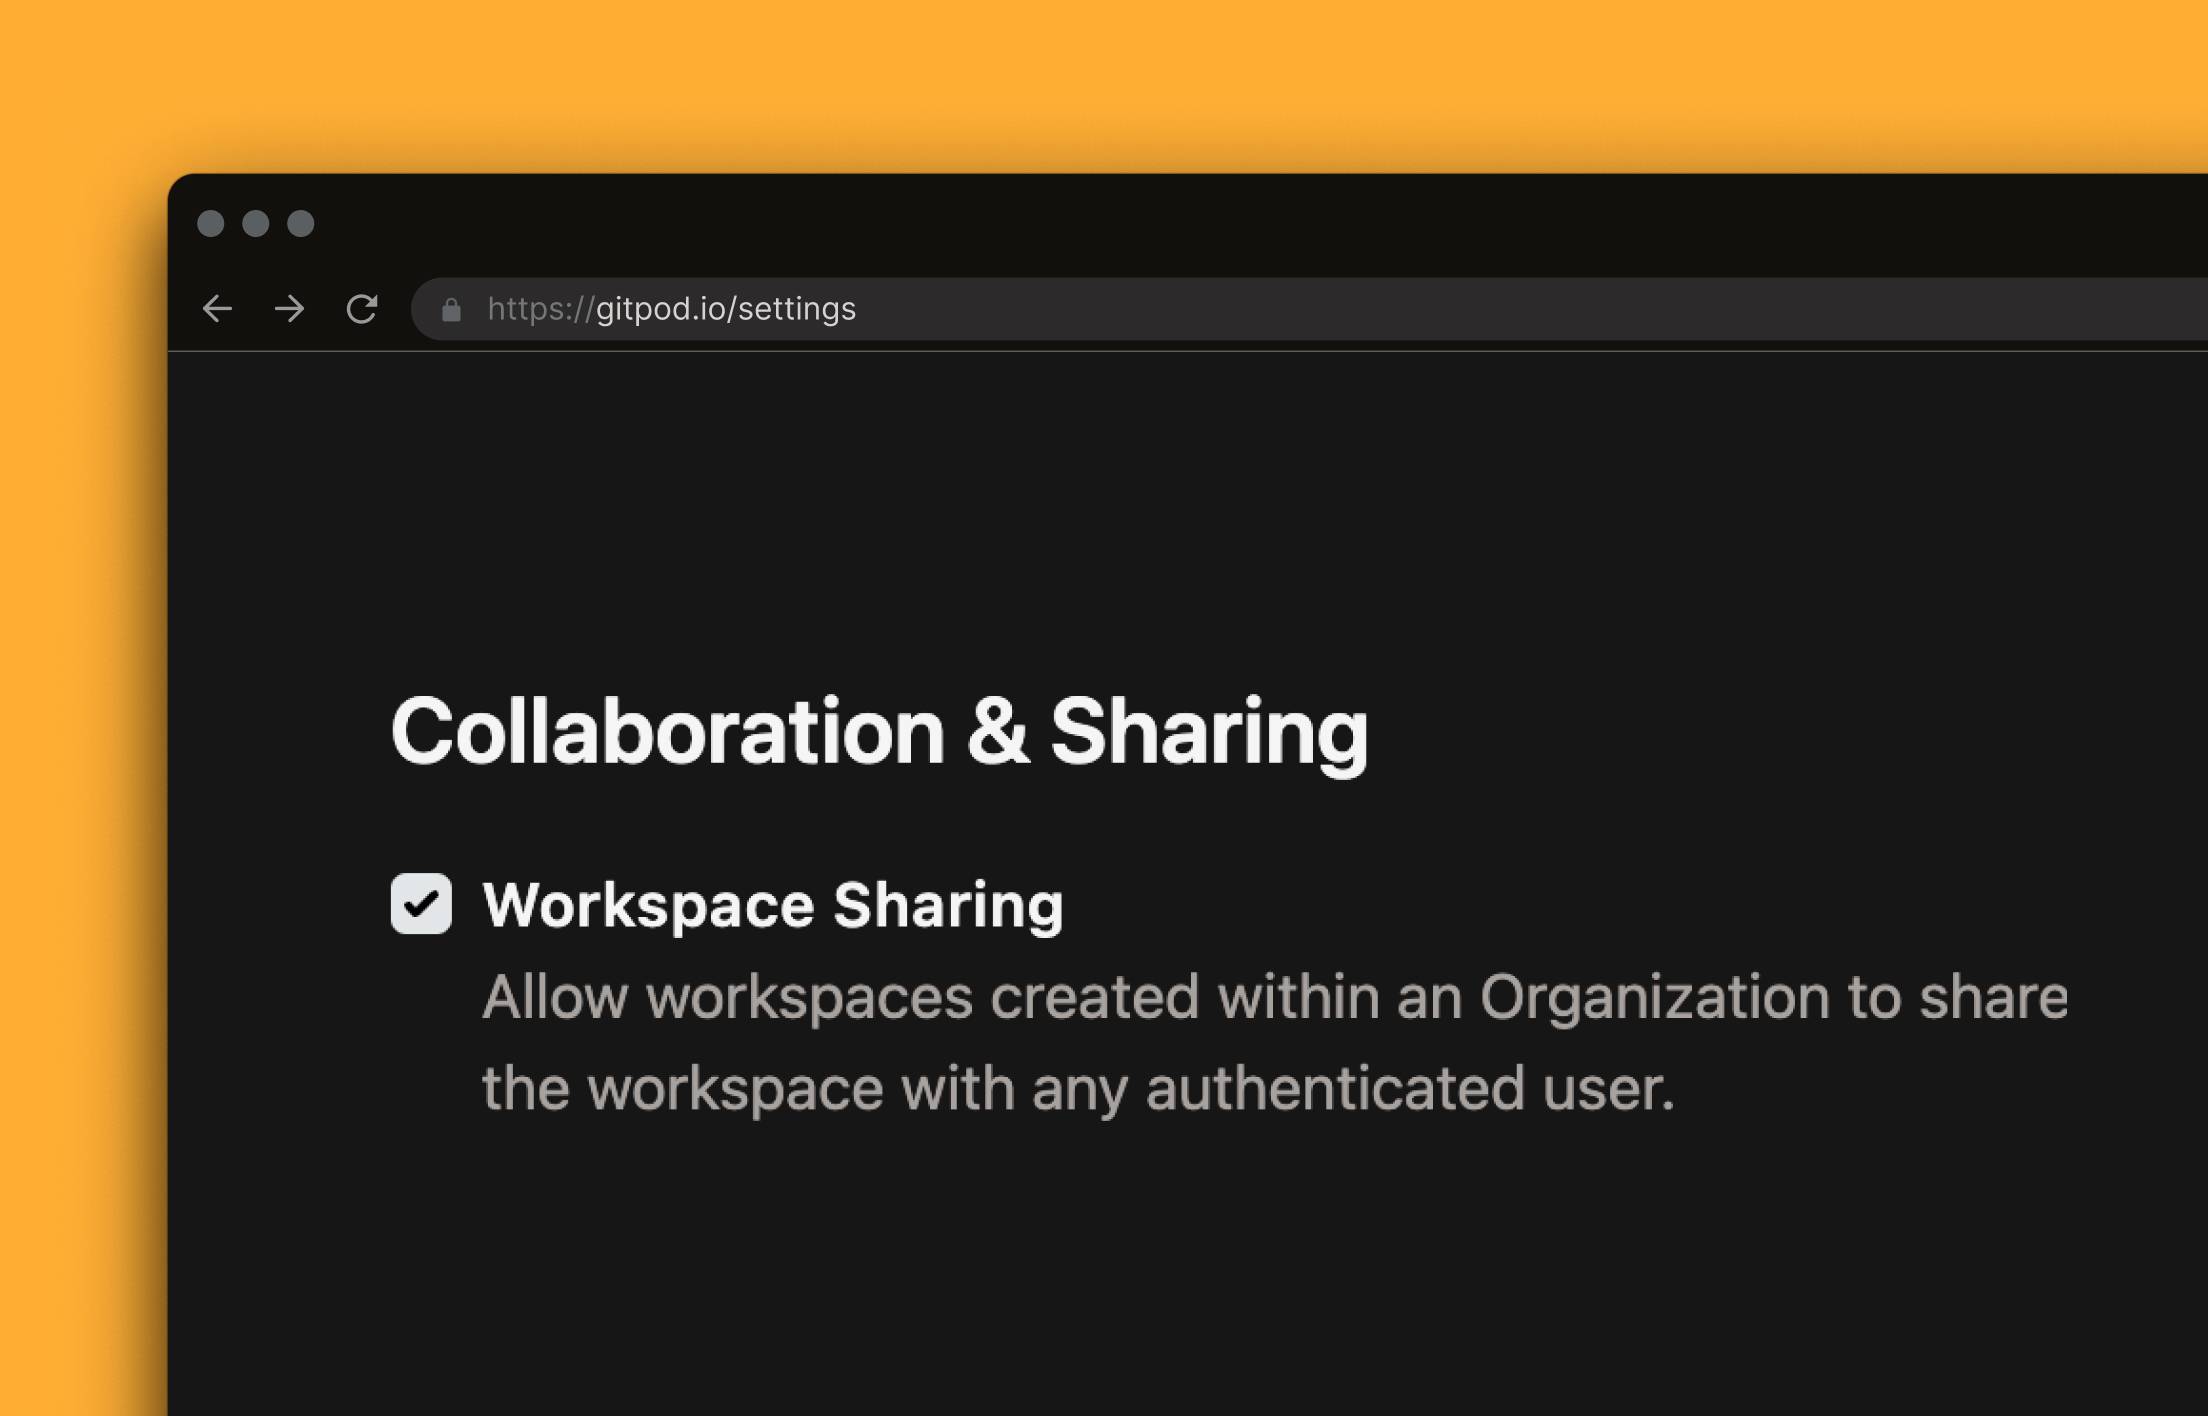 https://gitpod.io/settings
Collaboration & Sharing
Workspace Sharing
Allow workspaces created within an Organization to share
the workspace with any authenticated user.